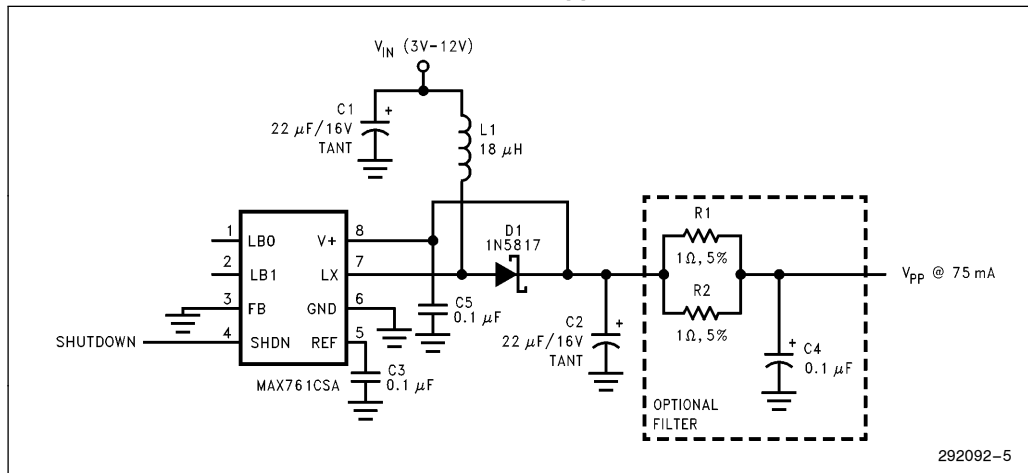 VIN (3V-12V)
C1
+
22 μF/16V
TANT
L1
18 μH
1
LB0
V+
8
2
LB1
LX
7
3
FB
GND
6
4
SHDN
REF
5
SHUTDOWN
MAX761CSA
C3
0.1 μF
C5
0.1 μF
D1
1N5817
C2
+
22 μF/16V
TANT
R1
1Ω, 5%
R2
1Ω, 5%
+
C4
0.1 μF
OPTIONAL
FILTER
VPP @ 75 mA
292092-5